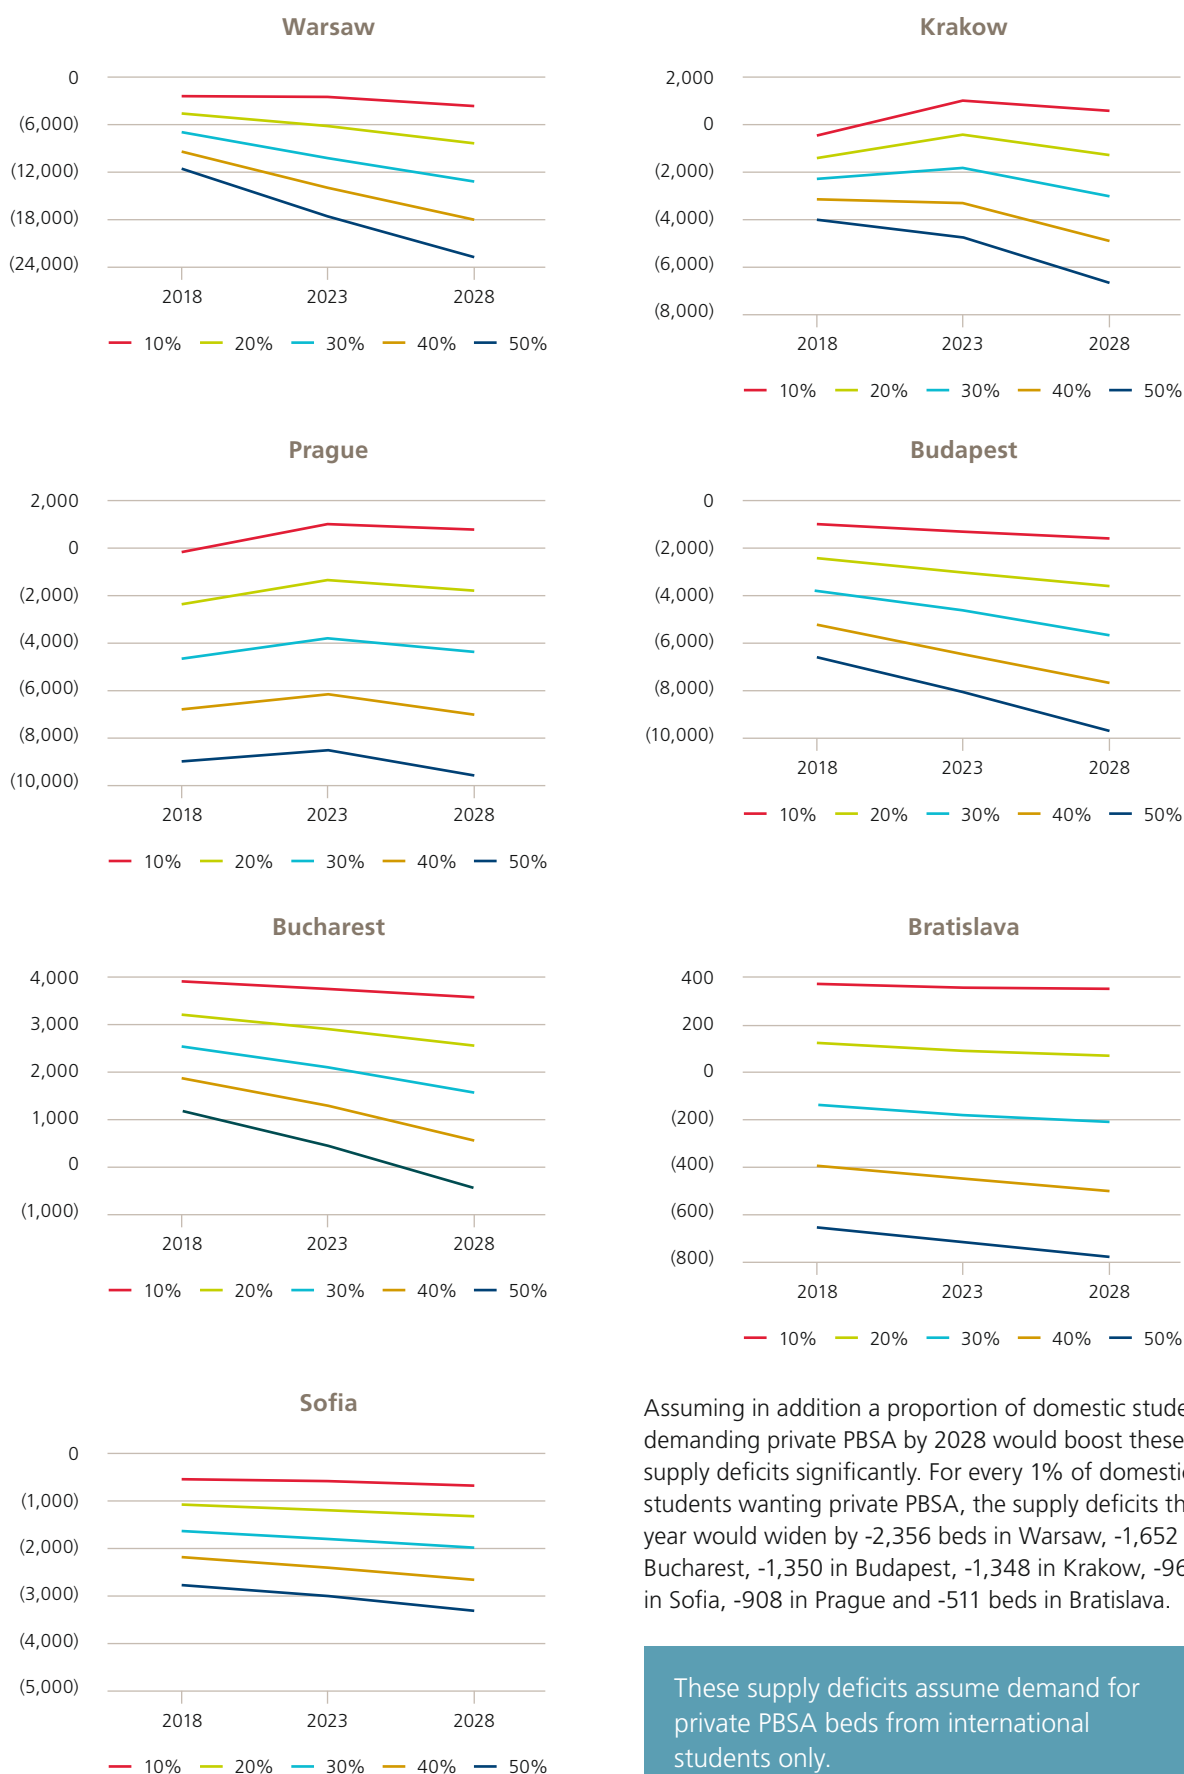 Warsaw
0
(6,000)
(12,000)
(18,000)
(24,000)
2018 2023 2028
10% 20% 30% 40% 50%
Krakow
2,000
0
(2,000)
(4,000)
(6,000)
(8,000)
2018 2023 2028
10% 20% 30% 40% 50%
Prague
2,000
0
(2,000)
(4,000)
(6,000)
(8,000)
(10,000)
2018 2023 2028
10% 20% 30% 40% 50%
Budapest
0
(2,000)
(4,000)
(6,000)
(8,000)
(10,000)
2018 2023 2028
10% 20% 30% 40% 50%
Bucharest
4,000
3,000
2,000
1,000
0
(1,000)
2018 2023 2028
10% 20% 30% 40% 50%
Bratislava
400
200
0
(200)
(400)
(600)
(800)
2018 2023 2028
10% 20% 30% 40% 50%
Sofia
0
(1,000)
(2,000)
(3,000)
(4,000)
(5,000)
2018 2023 2028
10% 20% 30% 40% 50%
Assuming in addition a proportion of domestic
demanding private PBSA by 2028 would boost these
supply deficits significantly. For every 1% of domestic
students wanting private PBSA, the supply deficits
year would widen by -2,356 beds in Warsaw, -1,652
Bucharest, -1,350 in Budapest, -1,348 in Krakow,
in Sofia, -908 in Prague and -511 beds in Bratislava.
These supply deficits assume demand for
private PBSA beds from international
students only.